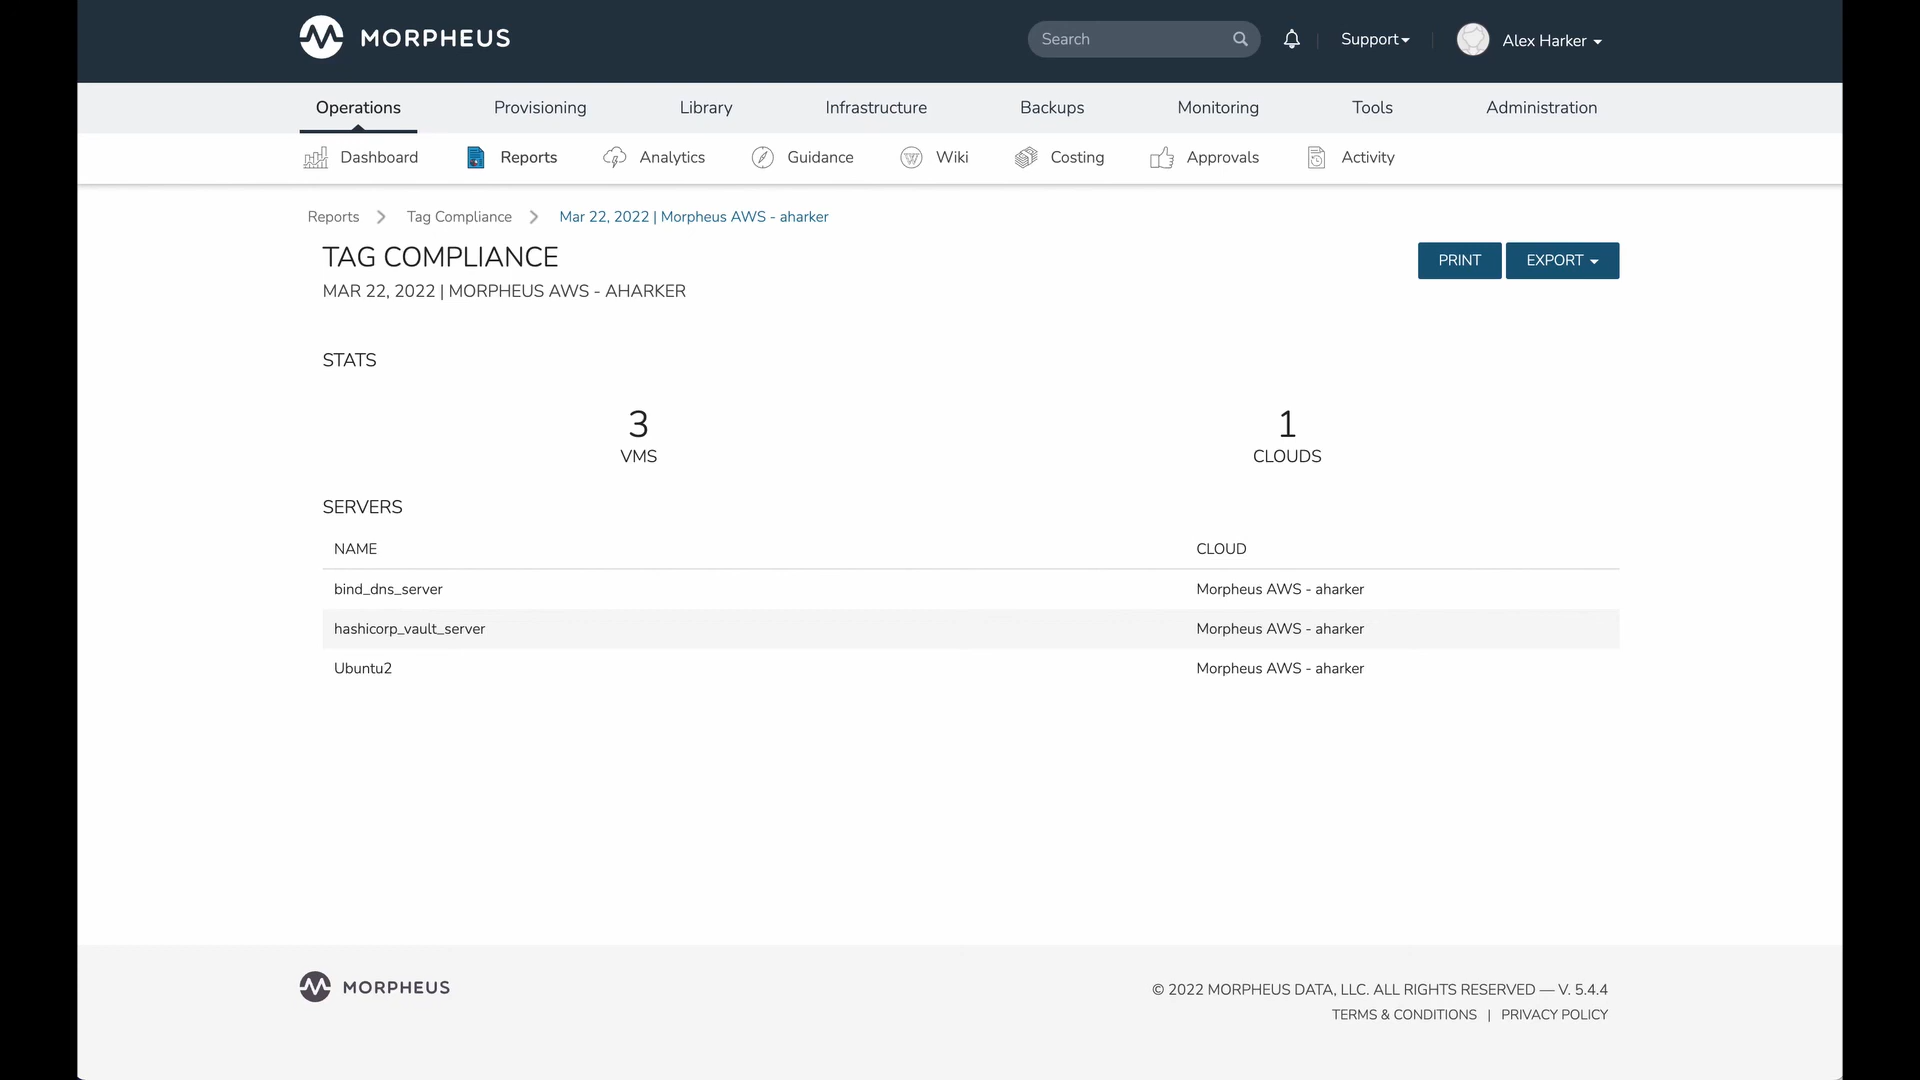 MORPHEUS
Search
Support
Alex Harker
Operations
Provisioning
Library
Infrastructure
Backups
Monitoring
Tools
Administration
Dashboard
Reports
Analytics
Guidance
Wiki
Costing
Approvals
Activity
Reports
Tag Compliance
Mar 22, 2022 | Morpheus AWS - aharker
TAG COMPLIANCE
MAR 22, 2022 | MORPHEUS AWS - AHARKER
PRINT
EXPORT
STATS
3
VMS
1
CLOUDS
SERVERS
NAME CLOUD
bind_dns_server Morpheus AWS - aharker
hashicorp_vault_server Morpheus AWS - aharker
Ubuntu2 Morpheus AWS - aharker
MORPHEUS
© 2022 MORPHEUS DATA, LLC. ALL RIGHTS RESERVED — V. 5.4.4
TERMS & CONDITIONS | PRIVACY POLICY